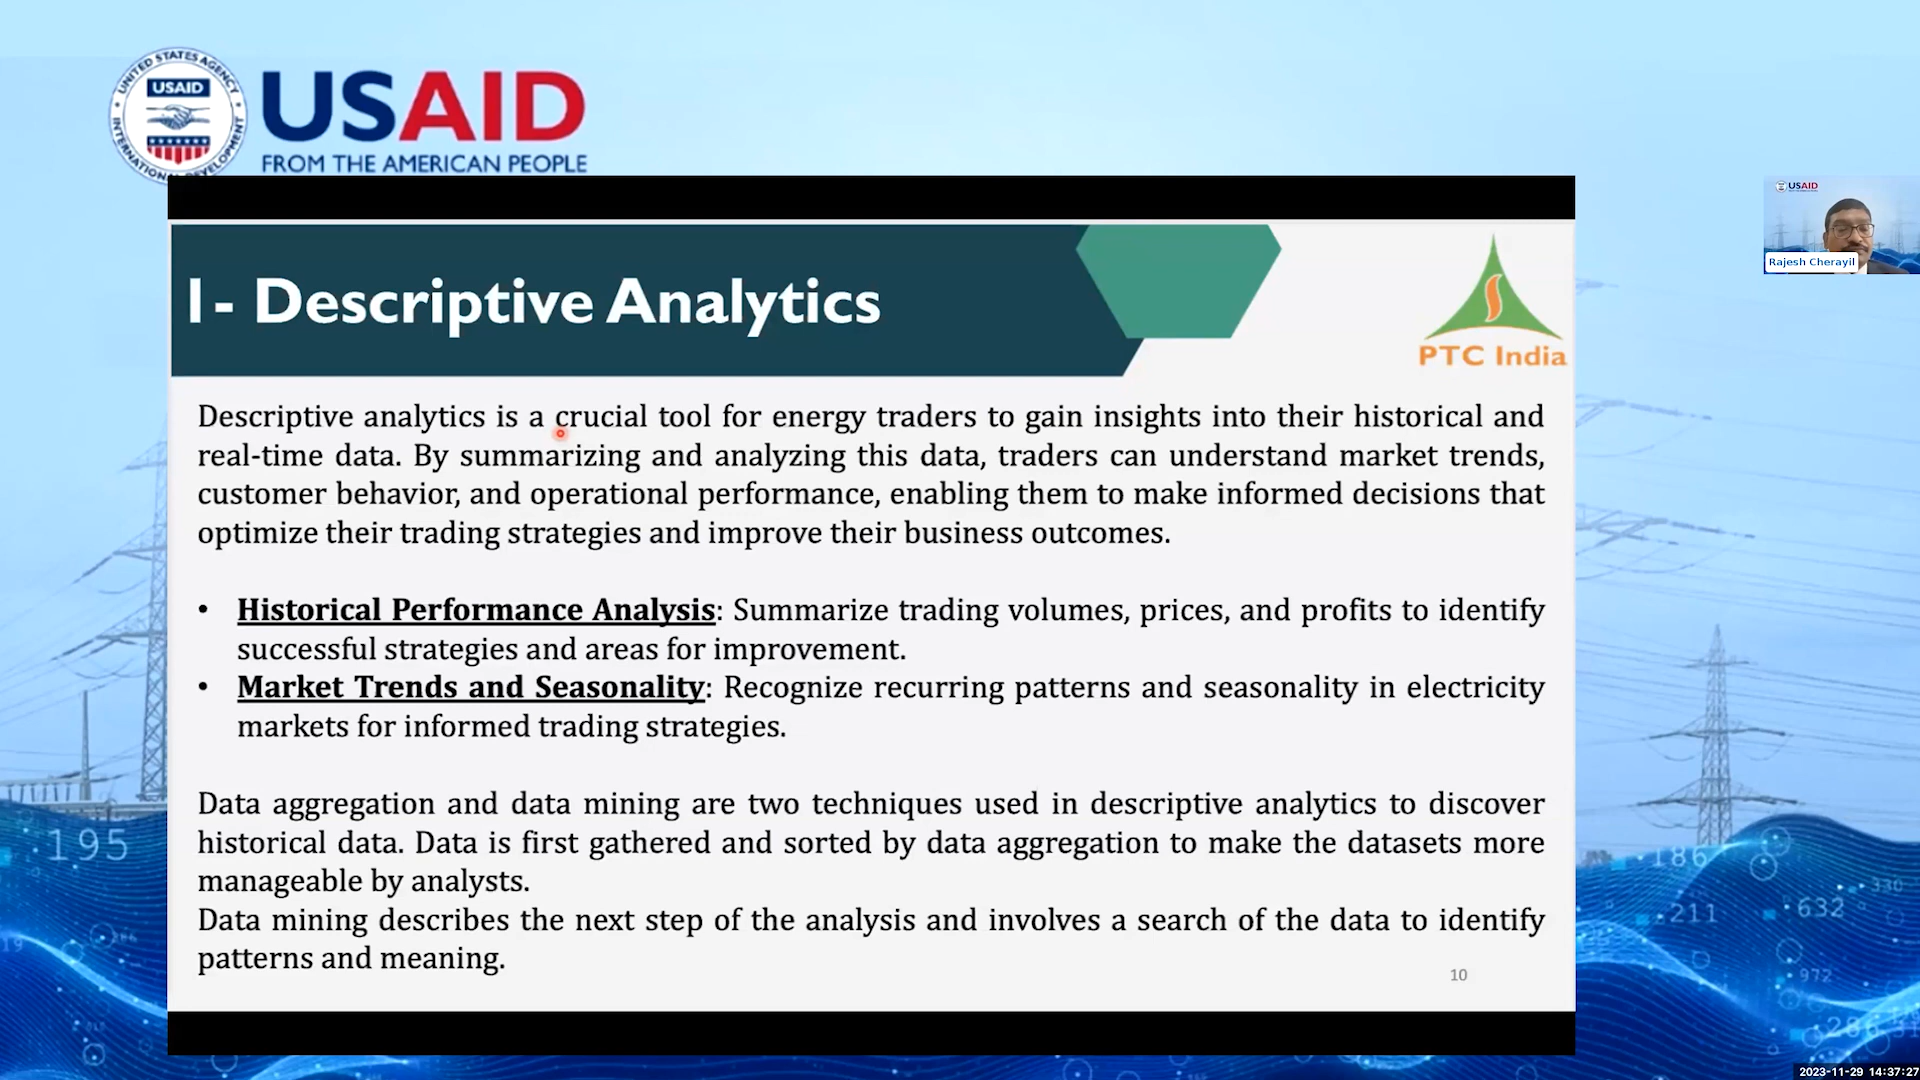 UNITED STATES AGENCY
USAID
INTERNATIONAL DEVELOPMENT
USAID
FROM THE AMERICAN PEOPLE
USAID
Rajesh Cherayil
1- Descriptive Analytics
PTC India
Descriptive analytics is a crucial tool for energy traders to gain insights into their historical and
real-time data. By summarizing and analyzing this data, traders can understand market trends,
customer behavior, and operational performance, enabling them to make informed decisions that
optimize their trading strategies and improve their business outcomes.
• Historical Performance Analysis: Summarize trading volumes, prices, and profits to identify
successful strategies and areas for improvement.
• Market Trends and Seasonality: Recognize recurring patterns and seasonality in electricity
markets for informed trading strategies.
Data aggregation and data mining are two techniques used in descriptive analytics to discover
historical data. Data is first gathered and sorted by data aggregation to make the datasets more
manageable by analysts.
Data mining describes the next step of the analysis and involves a search of the data to identify
patterns and meaning.
10
195
186
330
211
632
972
2023-11-29 14:37:27